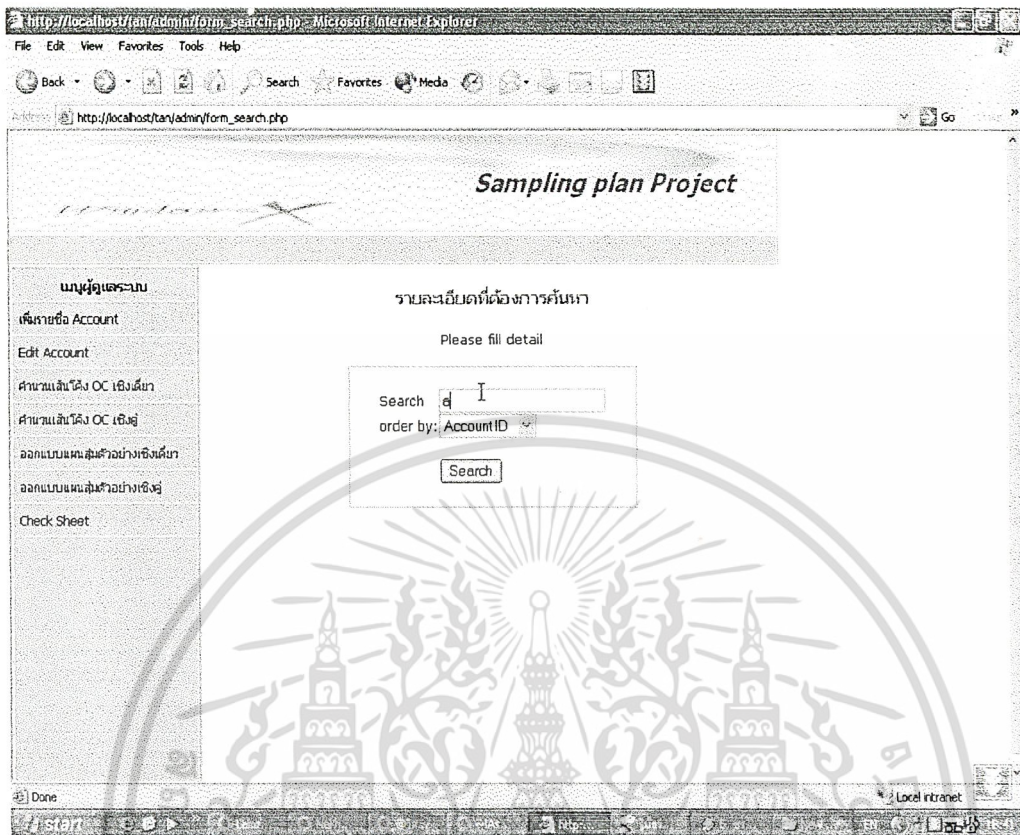 http://localhost/tan/admin/form_search.php - Microsoft Internet Explorer
File Edit View Favorites Tools Help
Back Search Favorites Media
Address http://localhost/tan/admin/form_search.php Go
Sampling plan Project
เมนูผู้ดูแลระบบ
เพิ่มรายชื่อ Account
Edit Account
คำนวนเส้นโค้ง OC เชิงเดี่ยว
คำนวนเส้นโค้ง OC เชิงคู่
ออกแบบแผนสุ่มตัวอย่างเชิงเดี่ยว
ออกแบบแผนสุ่มตัวอย่างเชิงคู่
Check Sheet
รายละเอียดที่ต้องการค้นหา
Please fill detail
Search a
order by: AccountID
Search
Done Local intranet
start EN